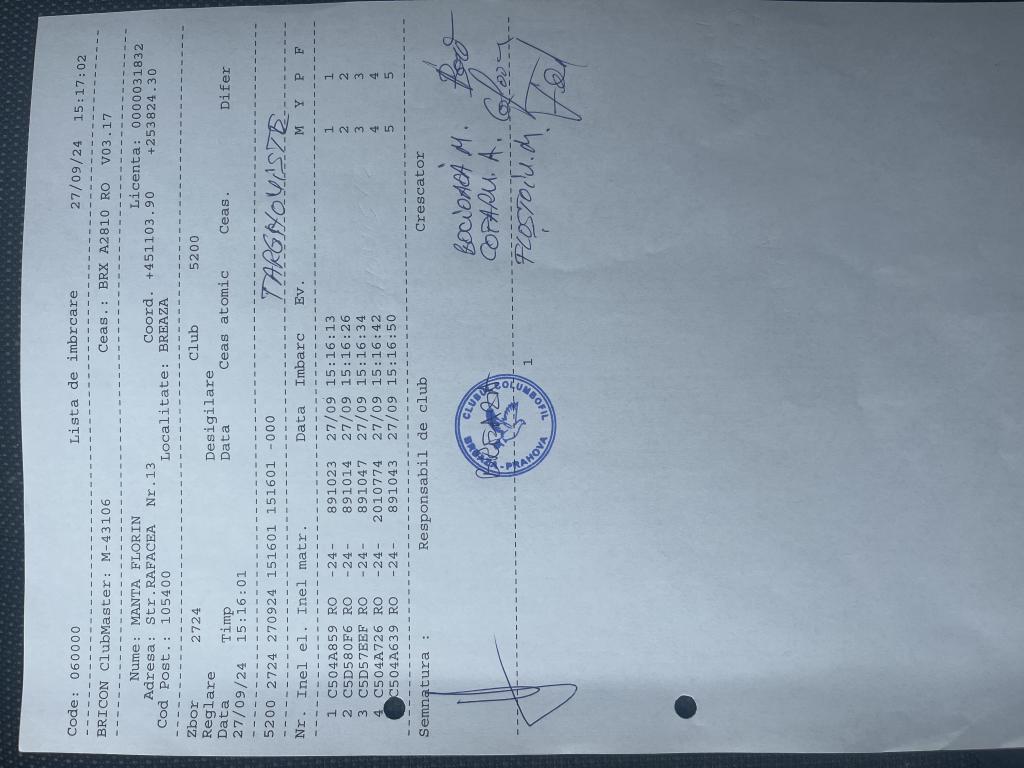 Code: 060000 Lista de imbrcare 27/09/24 15:17:02
BRICON ClubMaster: M-43106 Ceas.: BRX A2810 RO V03.17
Nume: MANTA FLORIN Licenta: 0000031832
Adresa: Str.RAFACEA Nr.13 Coord. +451103.90 +253824.30
Cod Post.: 105400 Localitate: BREAZA
Zbor 2724 Club 5200
Reglare Desigilare
Data Timp Data Ceas atomic Ceas. Difer
27/09/24 15:16:01
5200 2724 270924 151601 151601 151601 -000 TARGHOVISTE
Nr. Inel el. Inel matr. Data Imbarc Ev. M Y P F
1 C504A859 RO -24- 891023 27/09 15:16:13 1 1
2 C5D580F6 RO -24- 891014 27/09 15:16:26 2 2
3 C5D57EEF RO -24- 891047 27/09 15:16:34 3 3
4 C504A726 RO -24- 2010774 27/09 15:16:42 4 4
C504A639 RO -24- 891043 27/09 15:16:50 5 5
Semnatura : Responsabil de club Crescator
COTARU. A.
CLUBUL COLUMBOFIL
BREAZA - PRAHOVA
1